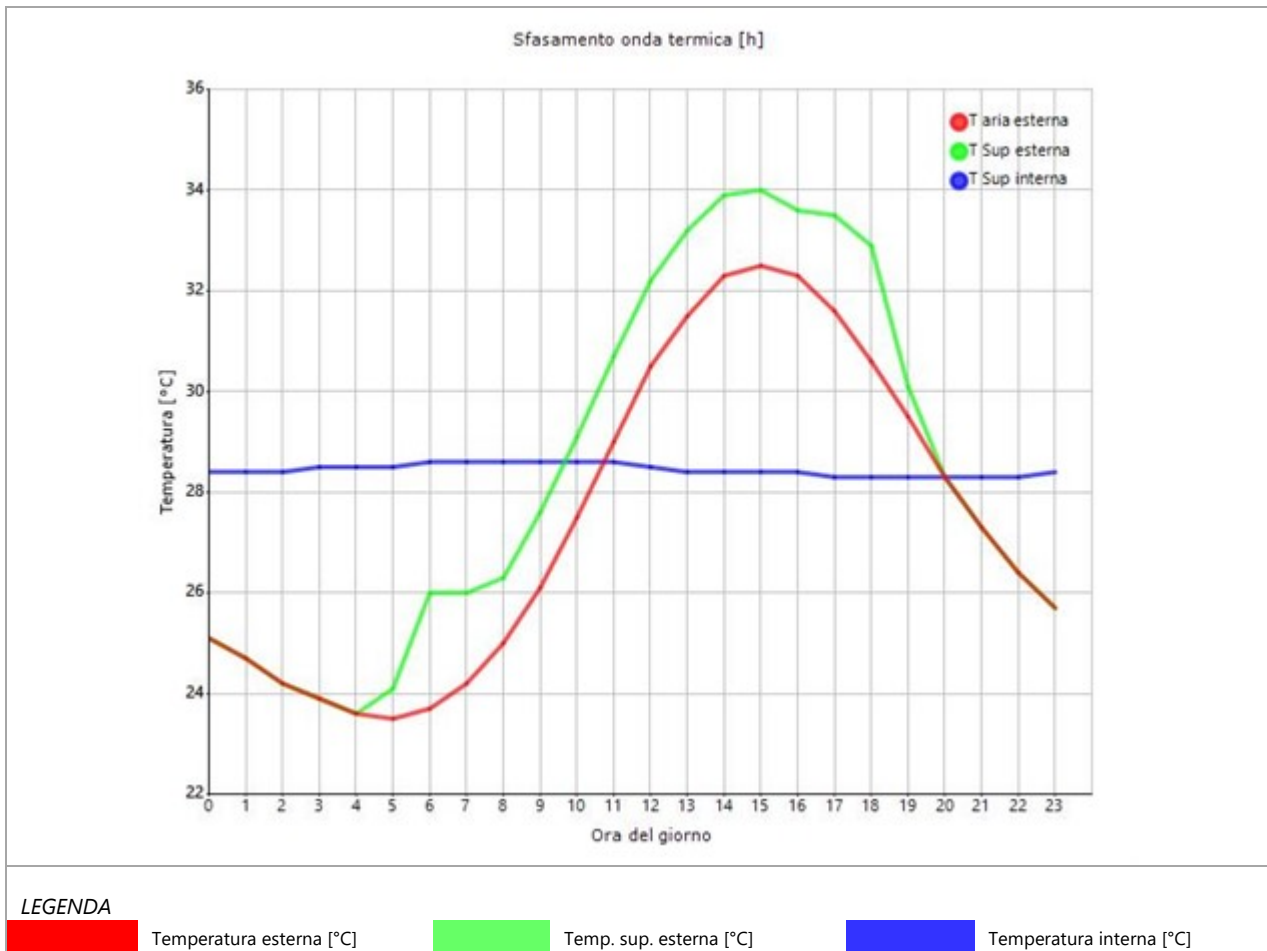 Sfasamento onda termica [h]
36
34
32
30
28
26
24
22
Temperatura [°C]
T aria esterna
T Sup esterna
T Sup interna
0 1 2 3 4 5 6 7 8 9 10 11 12 13 14 15 16 17 18 19 20 21 22 23
Ora del giorno
LEGENDA
Temperatura esterna [°C] Temp. sup. esterna [°C] Temperatura interna [°C]